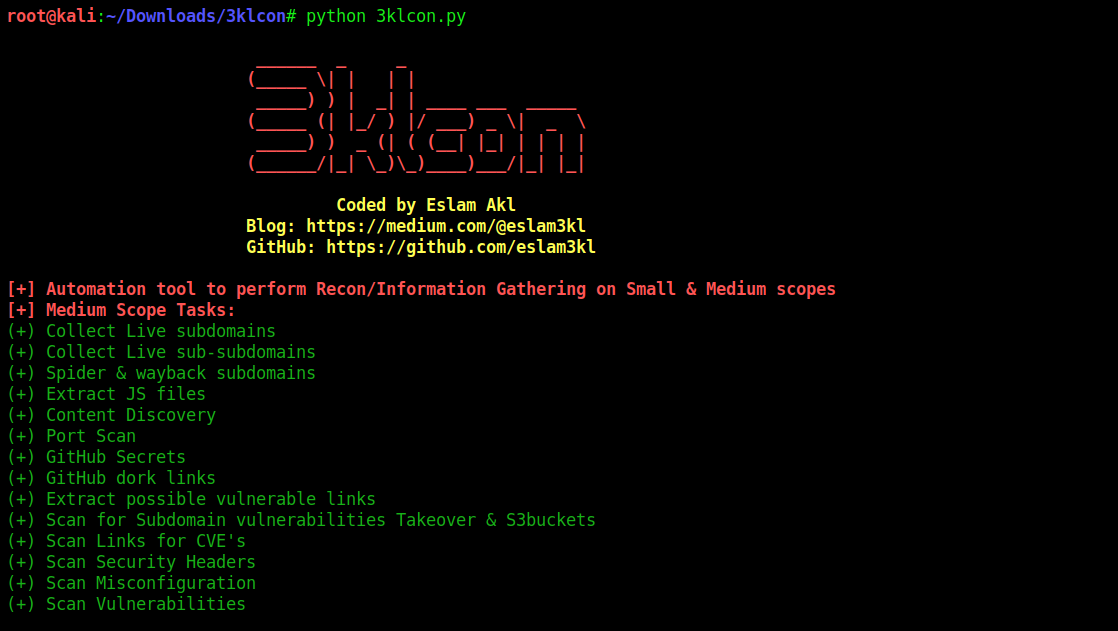 root@kali:~/Downloads/3klcon# python 3klcon.py
3klcon
Coded by Eslam Akl
Blog: https://medium.com/@eslam3kl
GitHub: https://github.com/eslam3kl
[+] Automation tool to perform Recon/Information Gathering on Small & Medium scopes
[+] Medium Scope Tasks:
(+) Collect Live subdomains
(+) Collect Live sub-subdomains
(+) Spider & wayback subdomains
(+) Extract JS files
(+) Content Discovery
(+) Port Scan
(+) GitHub Secrets
(+) GitHub dork links
(+) Extract possible vulnerable links
(+) Scan for Subdomain vulnerabilities Takeover & S3buckets
(+) Scan Links for CVE's
(+) Scan Security Headers
(+) Scan Misconfiguration
(+) Scan Vulnerabilities